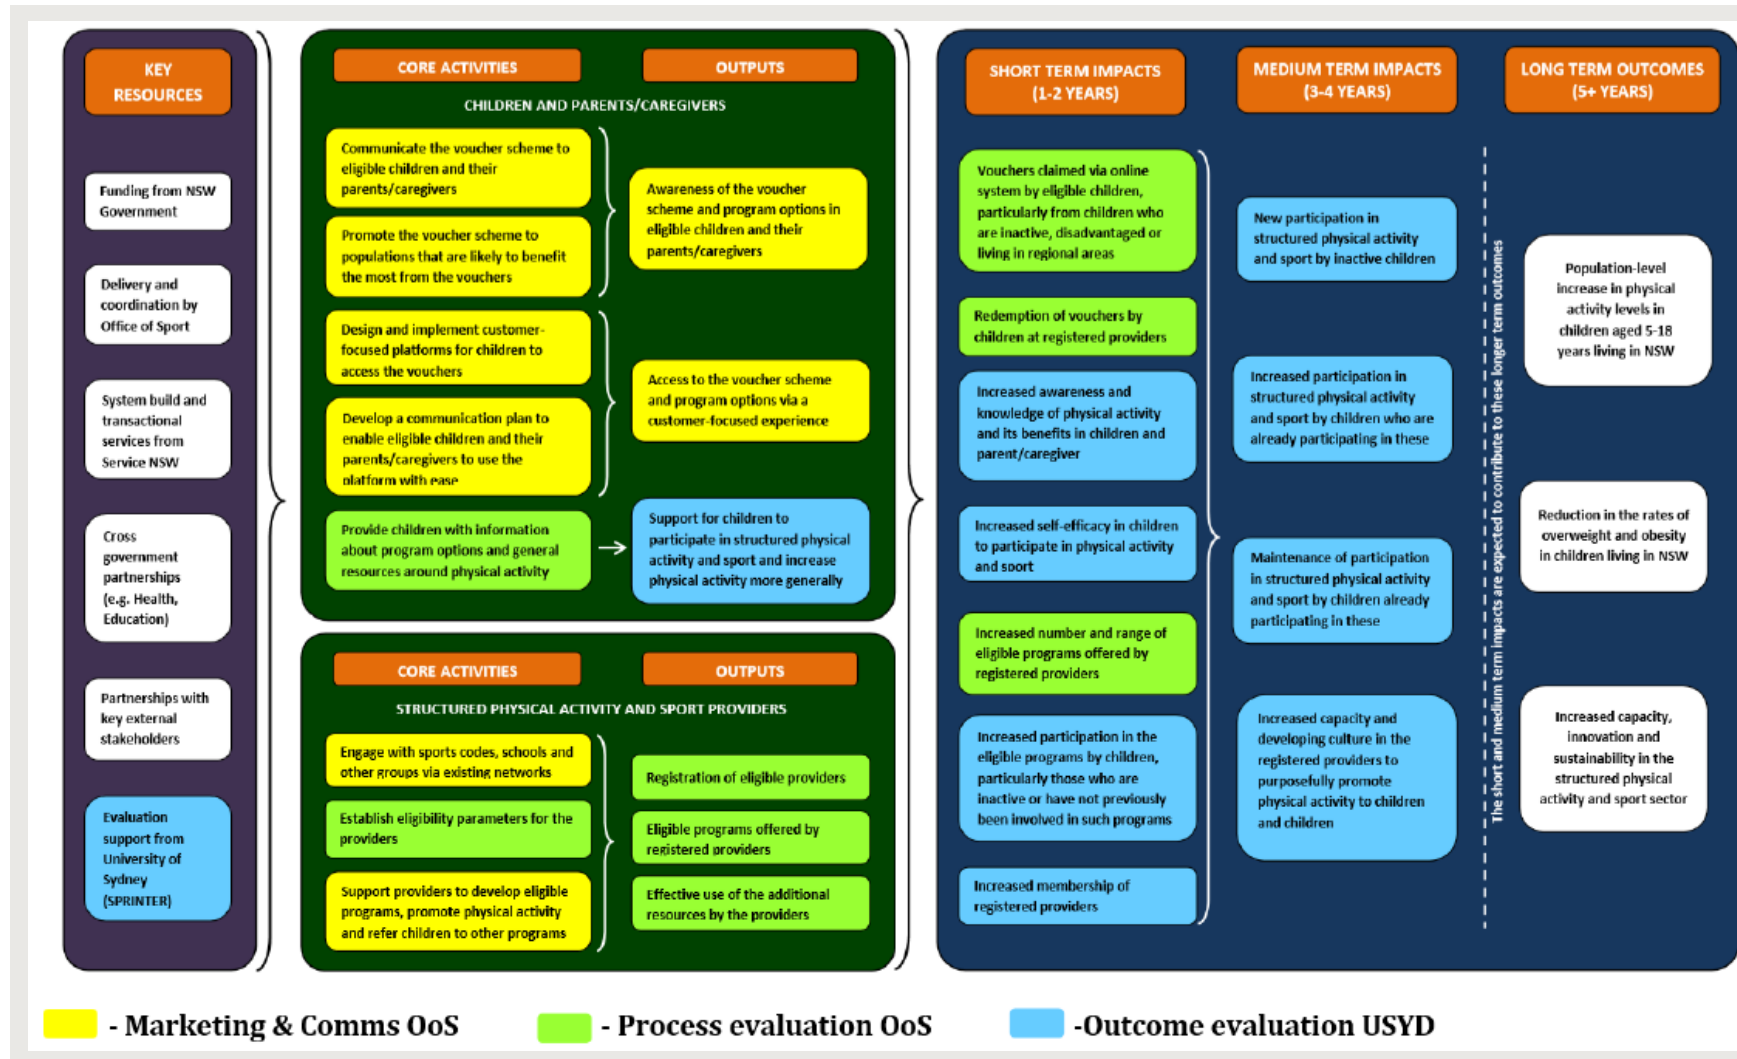 KEY
RESOURCES
Funding from NSW
Government
Delivery and
coordination by
Office of Sport
System build and
transactional
services from
Service NSW
Cross
government
partnerships
(e.g. Health,
Education)
Partnerships with
key external
stakeholders
Evaluation
support from
University of
Sydney
(SPRINTER)
CORE ACTIVITIES
OUTPUTS
CHILDREN AND PARENTS/CAREGIVERS
Communicate the voucher scheme to
eligible children and their
parents/caregivers
Promote the voucher scheme to
populations that are likely to benefit
the most from the vouchers
Awareness of the voucher
scheme and program options in
eligible children and their
parents/caregivers
Design and implement customer-
focused platforms for children to
access the vouchers
Develop a communication plan to
enable eligible children and their
parents/caregivers to use the
platform with ease
Access to the voucher scheme
and program options via a
customer-focused experience
Provide children with information
about program options and general
resources around physical activity
Support for children to
participate in structured physical
activity and sport and increase
physical activity more generally
CORE ACTIVITIES
OUTPUTS
STRUCTURED PHYSICAL ACTIVITY AND SPORT PROVIDERS
Engage with sports codes, schools and
other groups via existing networks
Establish eligibility parameters for the
providers
Support providers to develop eligible
programs, promote physical activity
and refer children to other programs
Registration of eligible providers
Eligible programs offered by
registered providers
Effective use of the additional
resources by the providers
SHORT TERM IMPACTS
(1-2 YEARS)
Vouchers claimed via online
system by eligible children,
particularly from children who
are inactive, disadvantaged or
living in regional areas
Redemption of vouchers by
children at registered providers
Increased awareness and
knowledge of physical activity
and its benefits in children and
parent/caregiver
Increased self-efficacy in children
to participate in physical activity
and sport
Increased number and range of
eligible programs offered by
registered providers
Increased participation in the
eligible programs by children,
particularly those who are
inactive or have not previously
been involved in such programs
Increased membership of
registered providers
MEDIUM TERM IMPACTS
(3-4 YEARS)
New participation in
structured physical activity
and sport by inactive children
Increased participation in
structured physical activity
and sport by children who are
already participating in these
Maintenance of participation
in structured physical activity
and sport by children already
participating in these
Increased capacity and
developing culture in the
registered providers to
purposefully promote
physical activity to children
and children
The short and medium term impacts are expected to contribute to these longer term outcomes
LONG TERM OUTCOMES
(5+ YEARS)
Population-level
increase in physical
activity levels in
children aged 5-18
years living in NSW
Reduction in the rates of
overweight and obesity
in children living in NSW
Increased capacity,
innovation and
sustainability in the
structured physical
activity and sport sector
- Marketing & Comms OoS
- Process evaluation OoS
-Outcome evaluation USYD